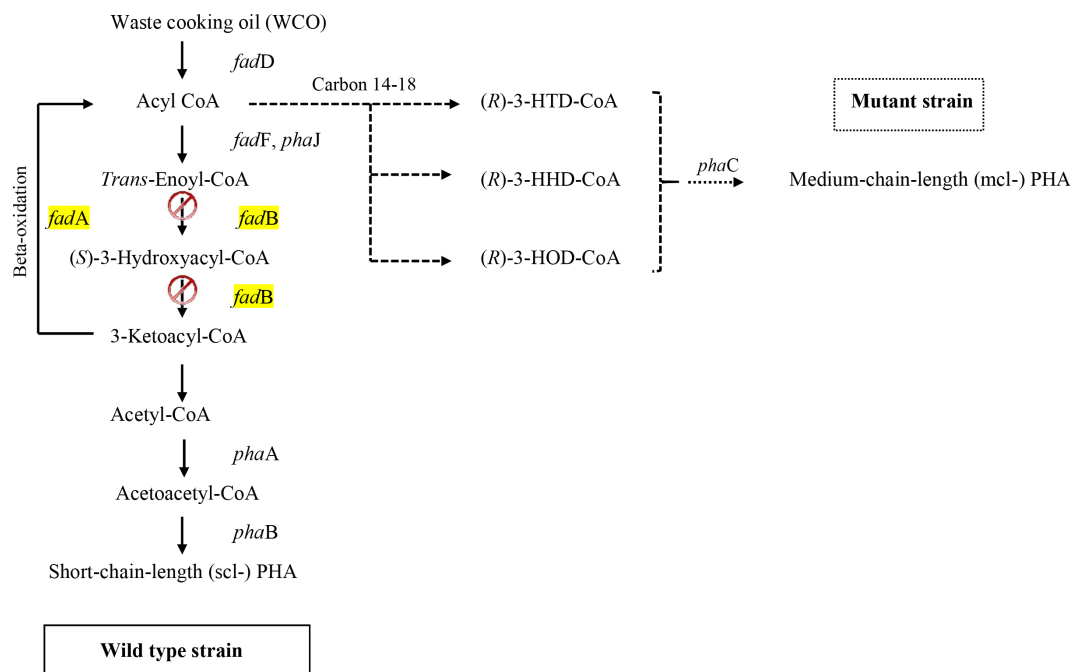 Waste cooking oil (WCO)
fadD
Carbon 14-18
Acyl CoA
(R)-3-HTD-CoA
Mutant strain
fadF, phaJ
phaC
Trans-Enoyl-CoA
(R)-3-HHD-CoA
Medium-chain-length (mcl-) PHA
Beta-oxidation
fadA
fadB
(S)-3-Hydroxyacyl-CoA
(R)-3-HOD-CoA
fadB
3-Ketoacyl-CoA
Acetyl-CoA
phaA
Acetoacetyl-CoA
phaB
Short-chain-length (scl-) PHA
Wild type strain